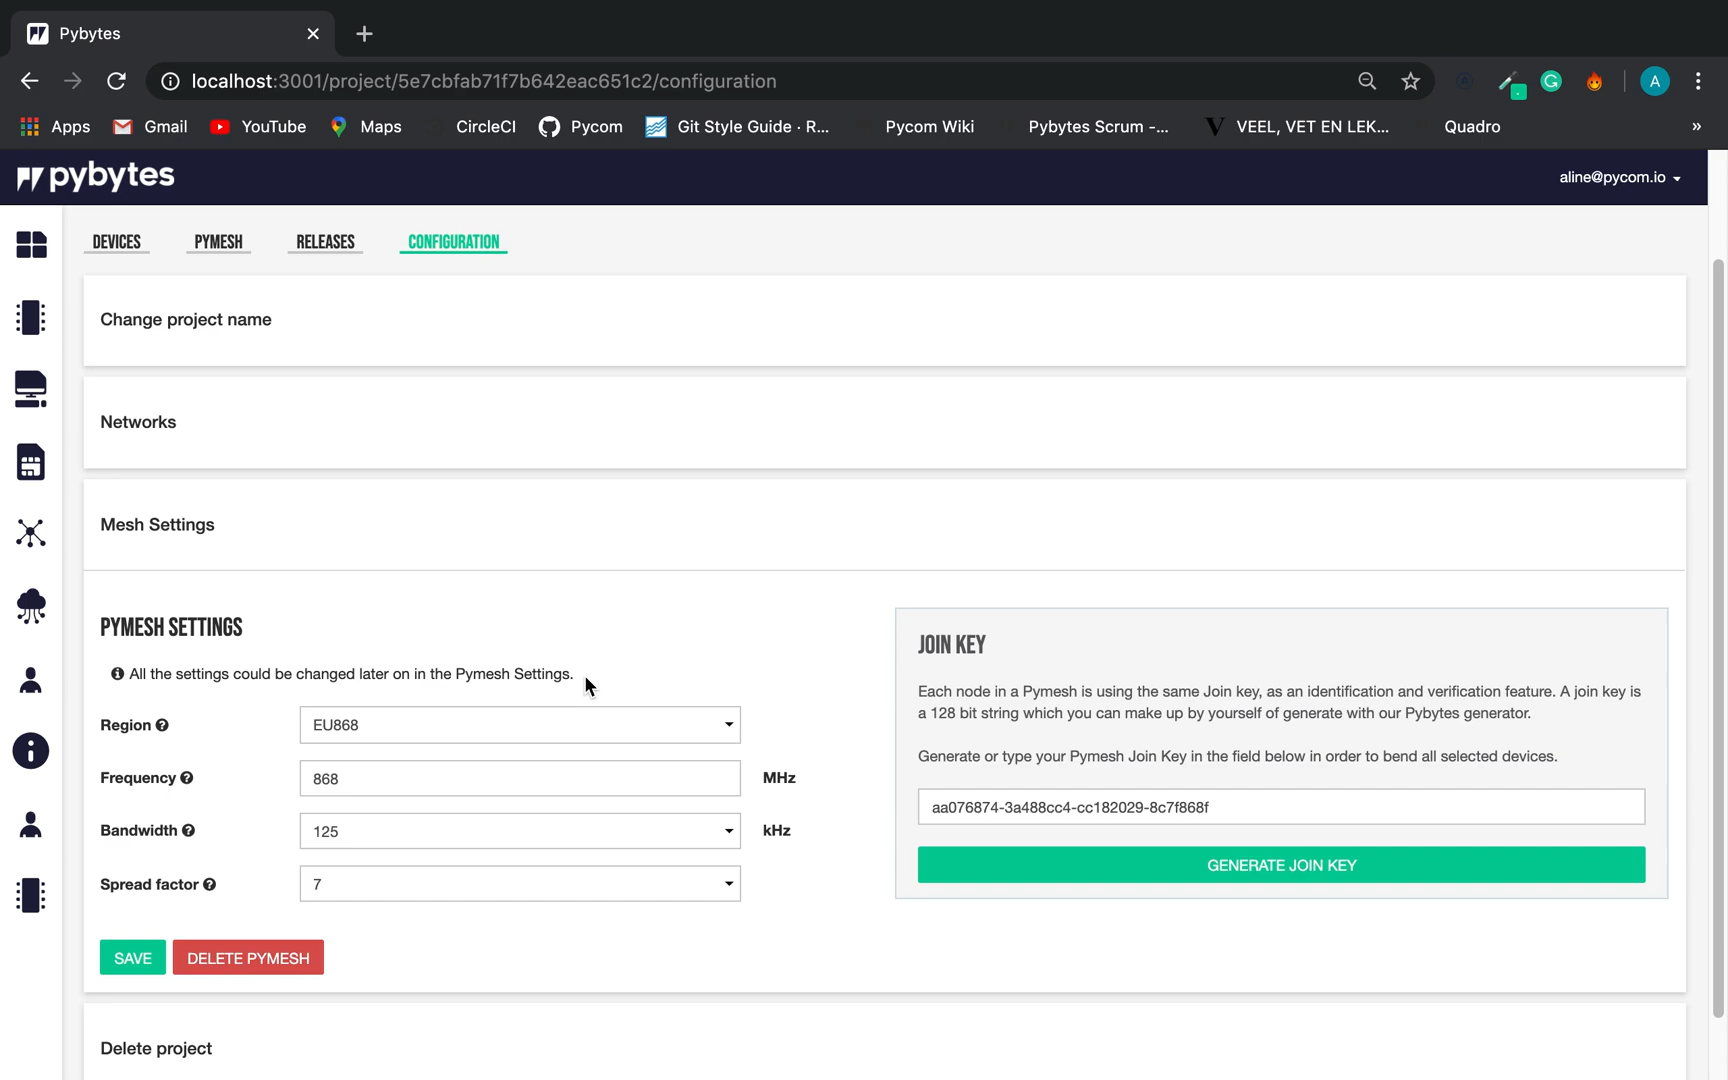 Pybytes
localhost:3001/project/5e7cbfab71f7b642eac651c2/configuration
A
Apps Gmail YouTube Maps CircleCI Pycom Git Style Guide · R... Pycom Wiki Pybytes Scrum -... VEEL, VET EN LEK... Quadro »
pybytes
aline@pycom.io
DEVICES PYMESH RELEASES CONFIGURATION
Change project name
Networks
Mesh Settings
PYMESH SETTINGS
All the settings could be changed later on in the Pymesh Settings.
Region EU868
Frequency 868 MHz
Bandwidth 125 kHz
Spread factor 7
SAVE DELETE PYMESH
JOIN KEY
Each node in a Pymesh is using the same Join key, as an identification and verification feature. A join key is
a 128 bit string which you can make up by yourself of generate with our Pybytes generator.
Generate or type your Pymesh Join Key in the field below in order to bend all selected devices.
aa076874-3a488cc4-cc182029-8c7f868f
GENERATE JOIN KEY
Delete project